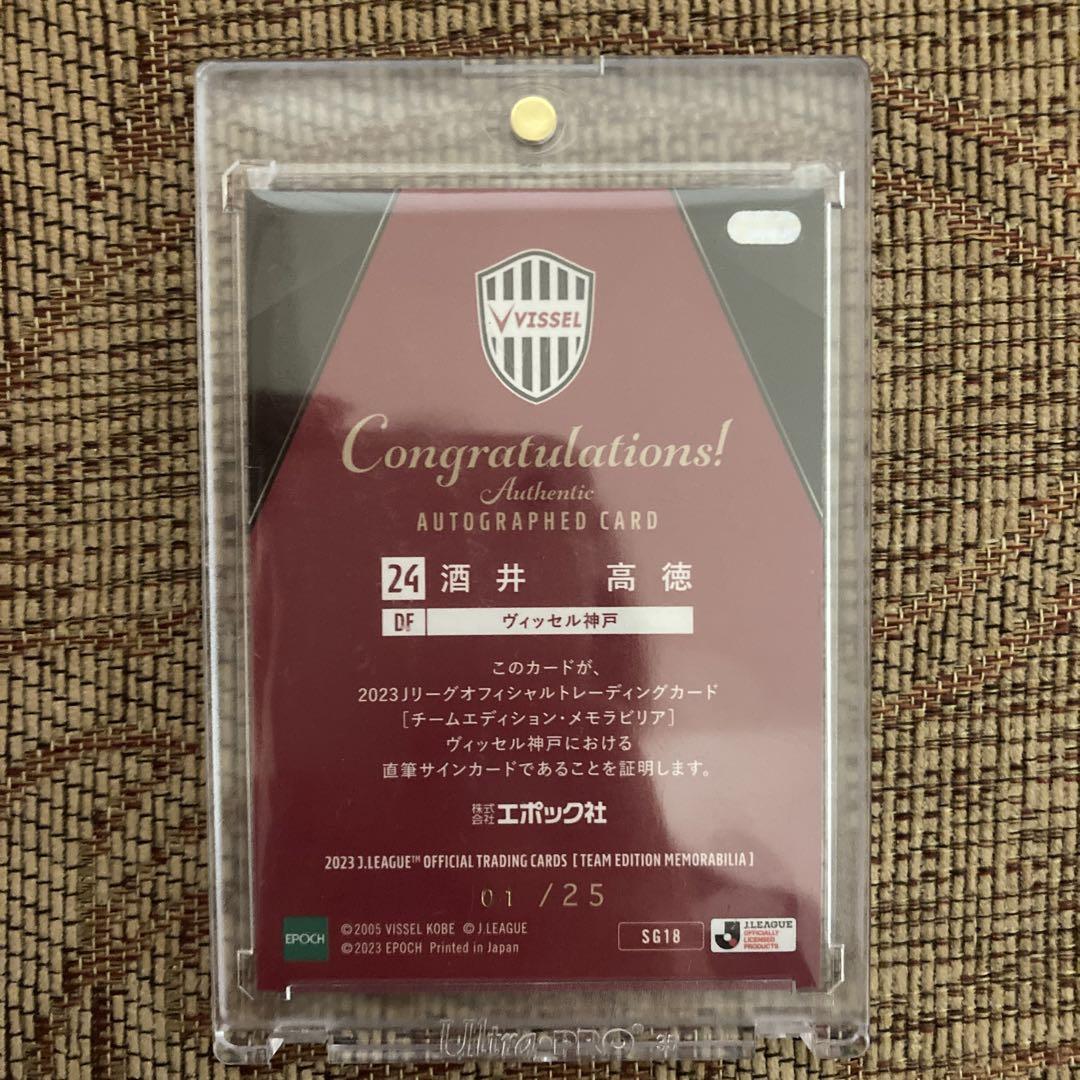 VISSEL
Congratulations!
Authentic
AUTOGRAPHED CARD
24 酒井 高徳
DF ヴィッセル神戸
このカードが、
2023Jリーグオフィシャルトレーディングカード
[チームエディション・メモラビリア]
ヴィッセル神戸における
直筆サインカードであることを証明します。
株式会社エポック社
2023 J.LEAGUE™ OFFICIAL TRADING CARDS [TEAM EDITION MEMORABILIA]
01 /25
EPOCH
©2005 VISSEL KOBE ©J.LEAGUE
©2023 EPOCH Printed in Japan
SG18
J.LEAGUE
OFFICIALLY
LICENSED
PRODUCTS
Ultra PRO®